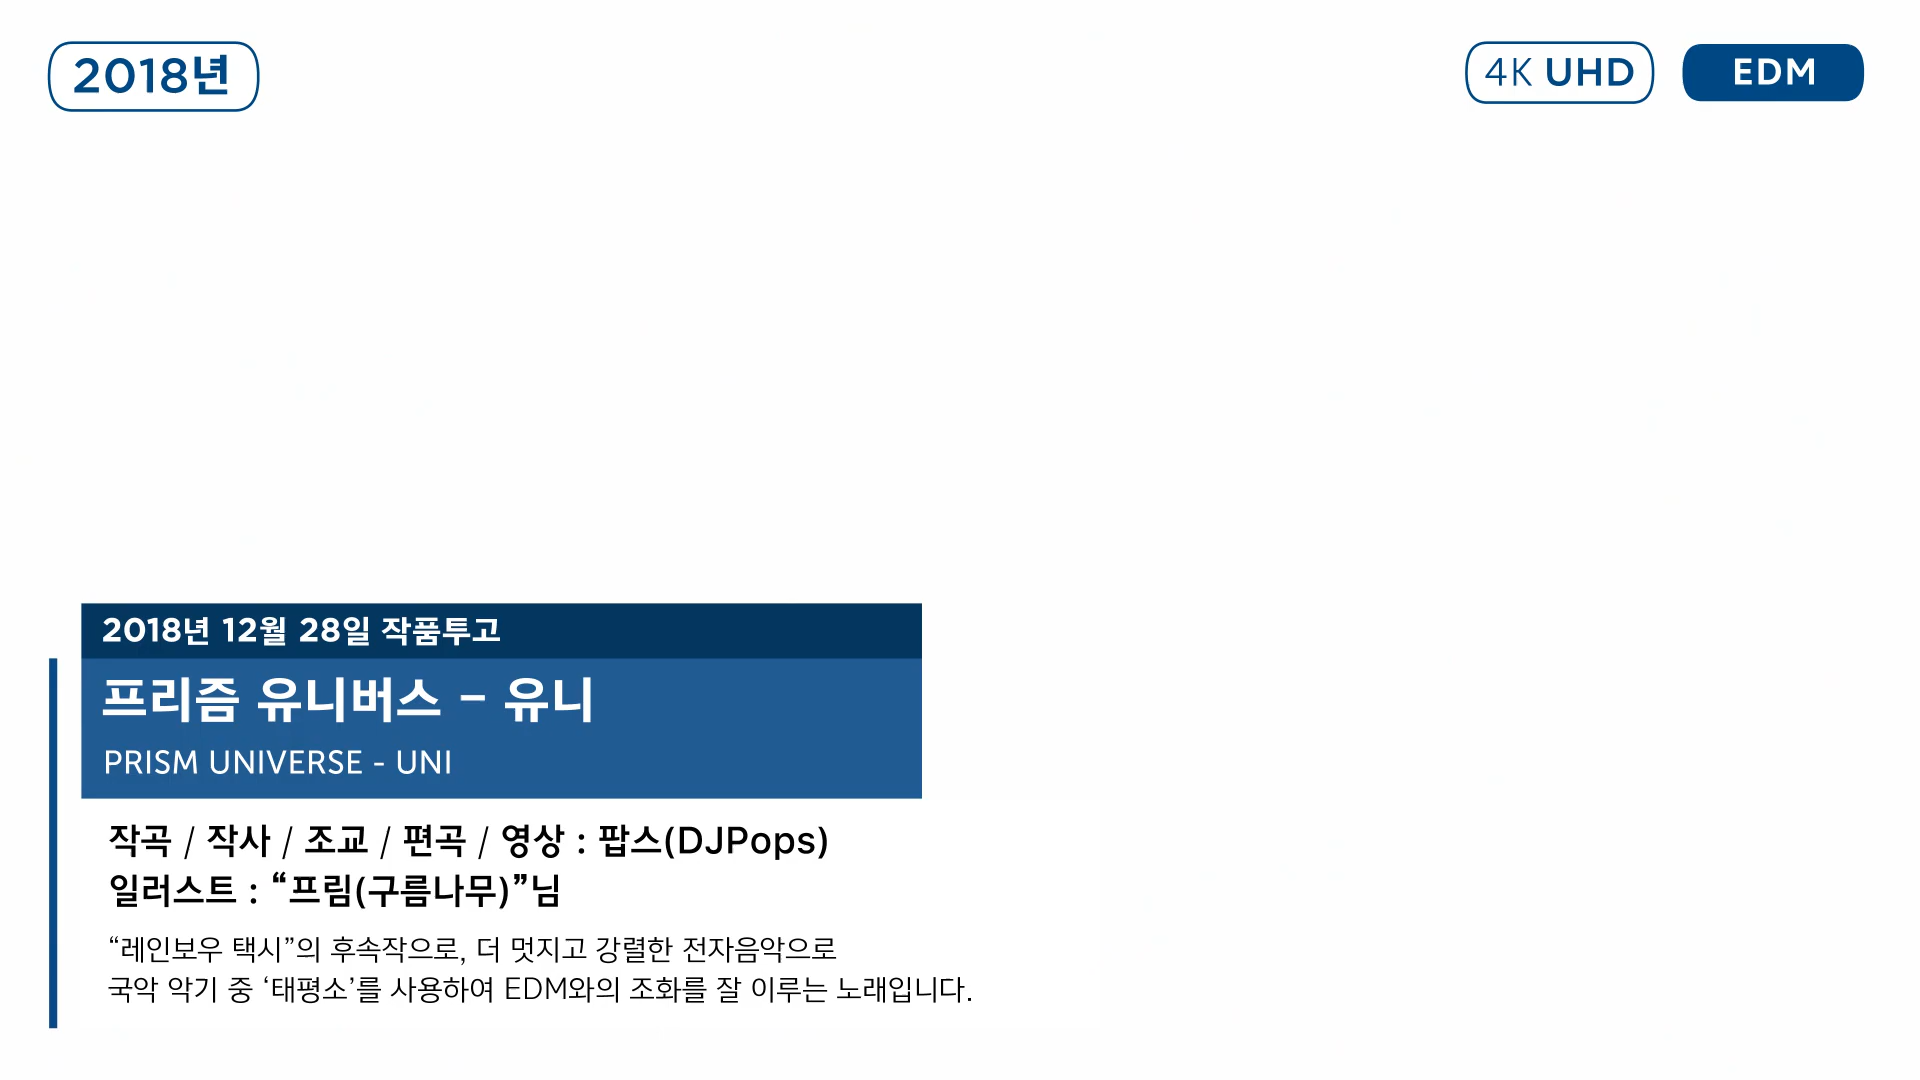 2018년
4K UHD
EDM
2018년 12월 28일 작품투고
프리즘 유니버스 - 유니
PRISM UNIVERSE - UNI
작곡 / 작사 / 조교 / 편곡 / 영상 : 팝스(DJPops)
일러스트 : “프림(구름나무)”님
“레인보우 택시”의 후속작으로, 더 멋지고 강렬한 전자음악으로
국악 악기 중 ‘태평소’를 사용하여 EDM와의 조화를 잘 이루는 노래입니다.